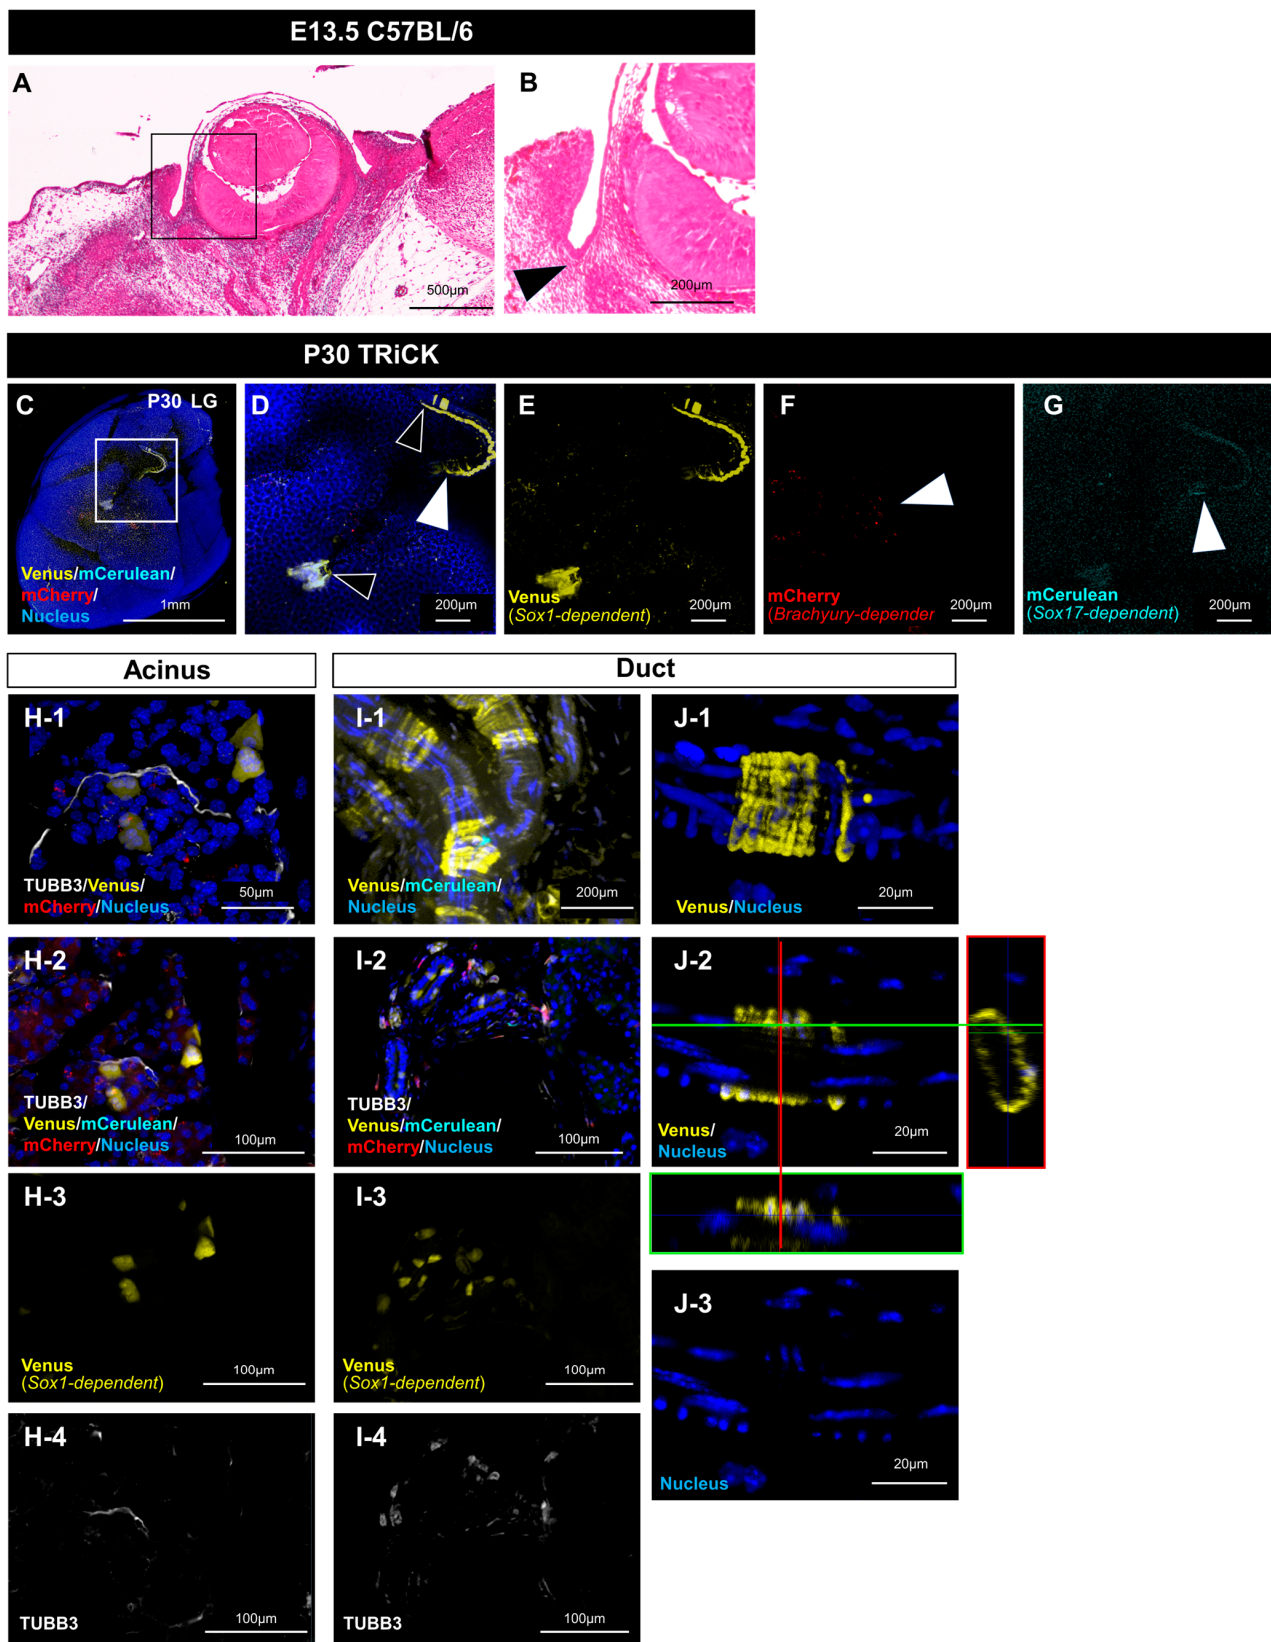 E13.5 C57BL/6
A
500µm
B
200µm
P30 TRiCK
C
P30 LG
Venus/mCerulean/
mCherry/
Nucleus
1mm
D
200µm
E
Venus
(Sox1-dependent)
200µm
F
mCherry
(Brachyury-depender
200µm
G
mCerulean
(Sox17-dependent)
200µm
Acinus
Duct
H-1
TUBB3/Venus/
mCherry/Nucleus
50µm
I-1
Venus/mCerulean/
Nucleus
200µm
J-1
Venus/Nucleus
20µm
H-2
TUBB3/
Venus/mCerulean/
mCherry/Nucleus
100µm
I-2
TUBB3/
Venus/mCerulean/
mCherry/Nucleus
100µm
J-2
Venus/
Nucleus
20µm
H-3
Venus
(Sox1-dependent)
100µm
I-3
Venus
(Sox1-dependent)
100µm
J-3
Nucleus
20µm
H-4
TUBB3
100µm
I-4
TUBB3
100µm